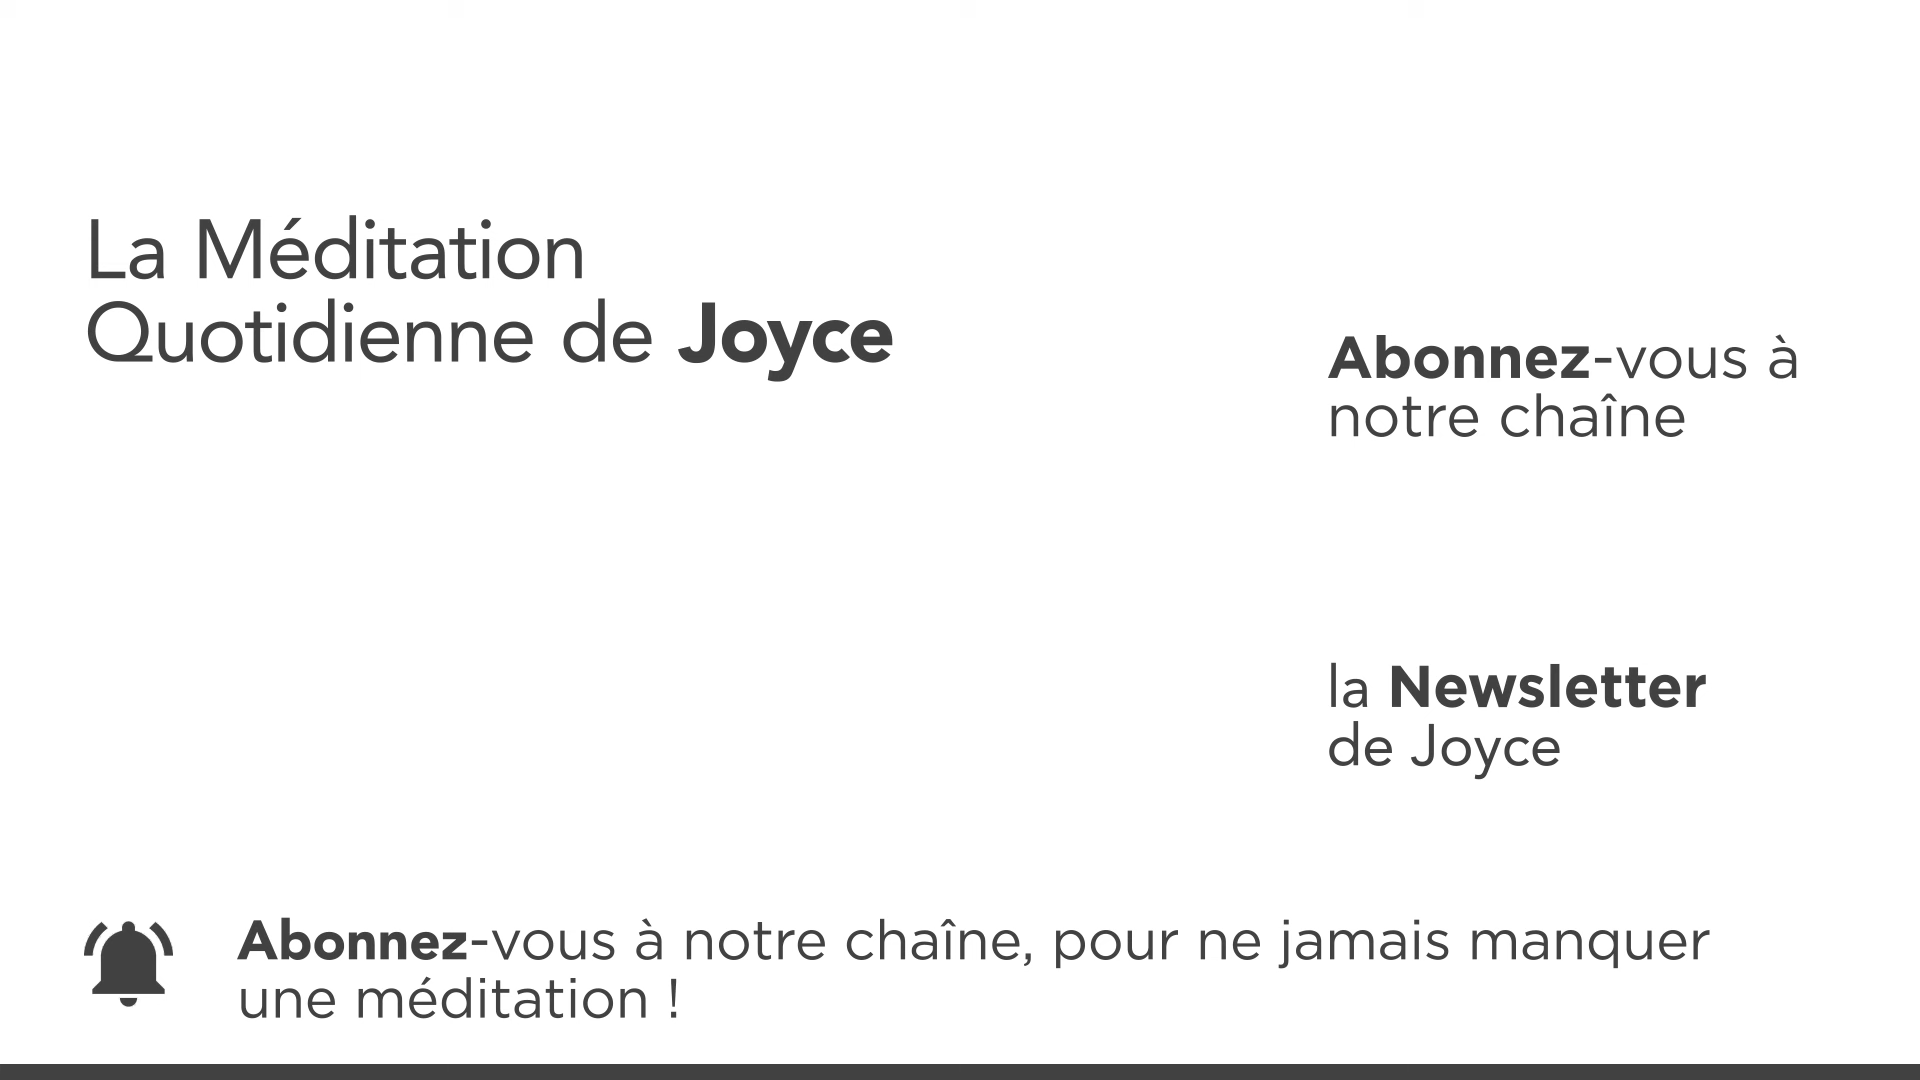 La Méditation
Quotidienne de Joyce
Abonnez-vous à
notre chaîne
la Newsletter
de Joyce
Abonnez-vous à notre chaîne, pour ne jamais manquer
une méditation !